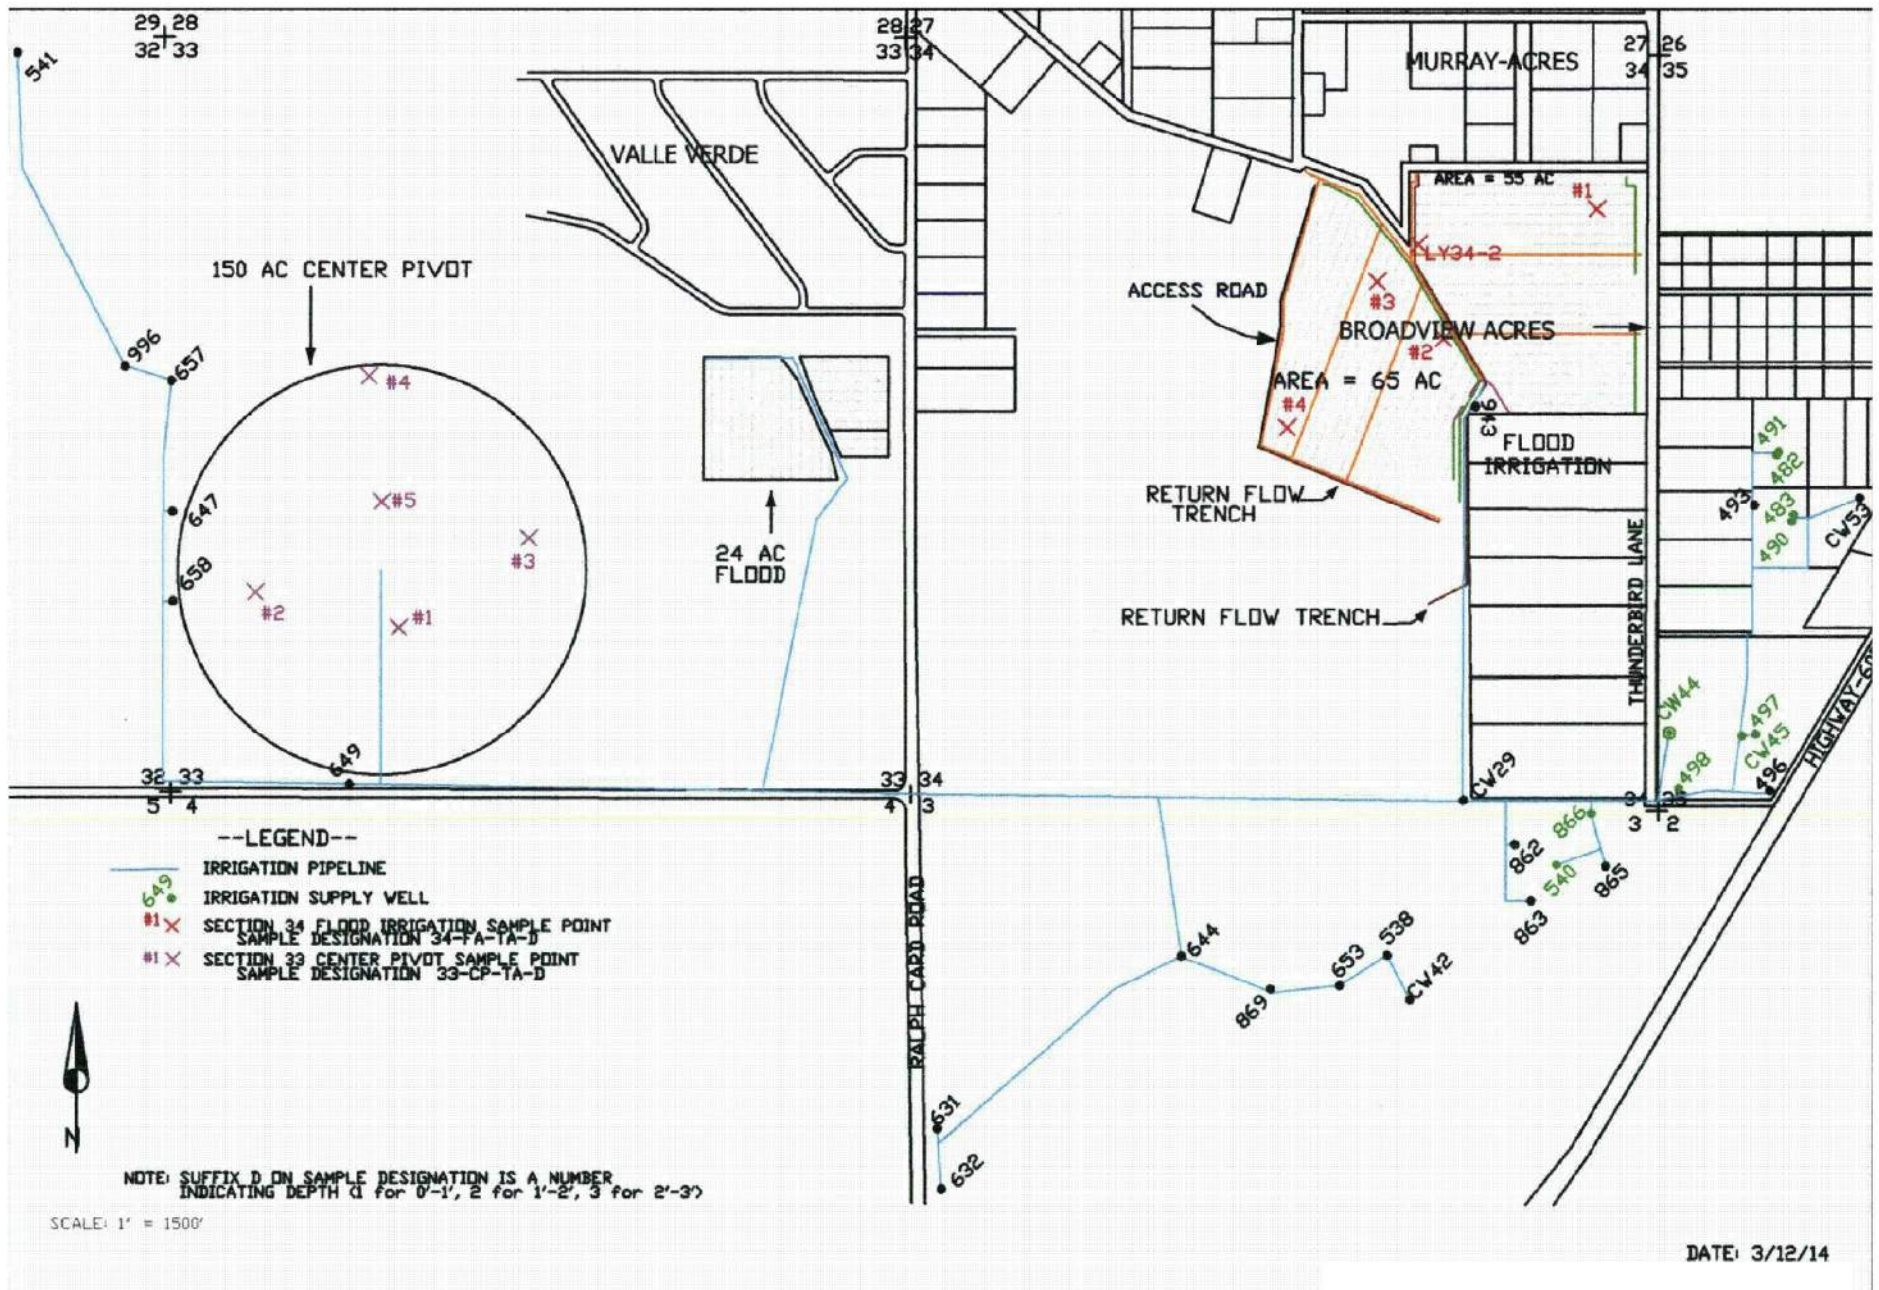 29 28
32 33
28 27
33 34
27 26
34 35
541
MURRAY-ACRES
VALLE VERDE
AREA = 55 AC
#1
LY34-2
150 AC CENTER PIVOT
ACCESS ROAD
#3
BROADVIEW ACRES
#2
AREA = 65 AC
#4
996
657
#4
943
FLOOD
IRRIGATION
491
482
493
483
490
CW53
647
#5
#3
RETURN FLOW
TRENCH
24 AC
FLOOD
658
#2
#1
RETURN FLOW TRENCH
THUNDERBIRD LANE
CW44
497
CW45
498
496
HIGHWAY-60
649
32 33
5 4
33 34
4 3
CW29
3 2
866
862
540
865
863
--LEGEND--
IRRIGATION PIPELINE
649
IRRIGATION SUPPLY WELL
#1 SECTION 34 FLOOD IRRIGATION SAMPLE POINT
SAMPLE DESIGNATION 34-FA-TA-D
#1 SECTION 33 CENTER PIVOT SAMPLE POINT
SAMPLE DESIGNATION 33-CP-TA-D
RALPH CARD ROAD
644
538
653
CW42
869
631
632
N
NOTE: SUFFIX D ON SAMPLE DESIGNATION IS A NUMBER
INDICATING DEPTH (1 for 0'-1', 2 for 1'-2', 3 for 2'-3')
SCALE: 1" = 1500'
DATE: 3/12/14